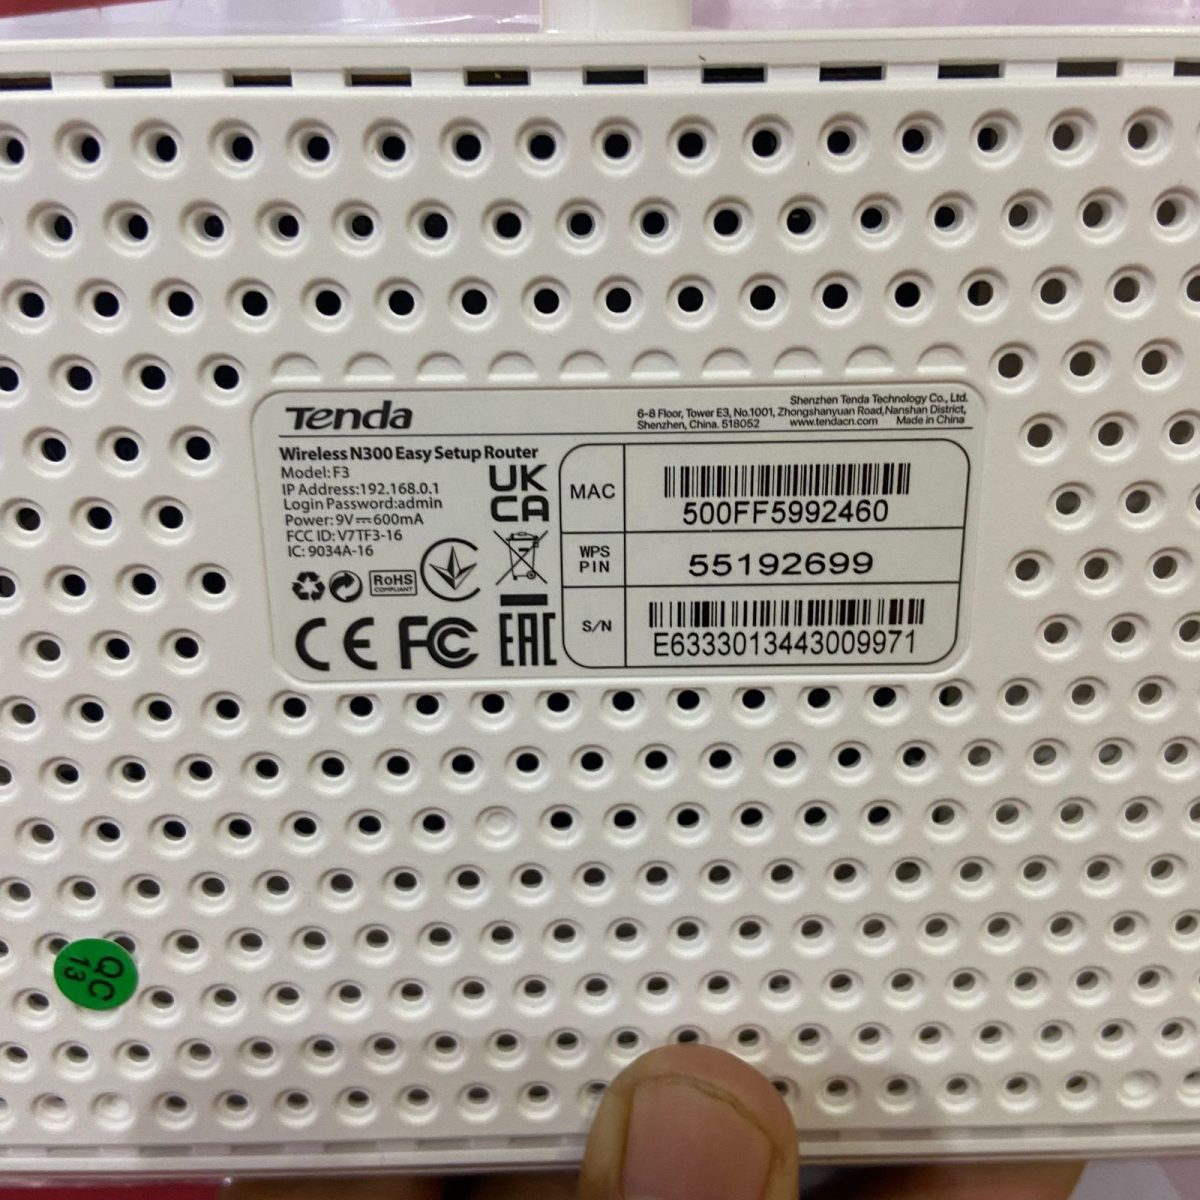 Tenda
Shenzhen Tenda Technology Co., Ltd.
6-8 Floor, Tower E3, No.1001, Zhongshanyuan Road, Nanshan District,
Shenzhen, China. 518052 www.tendacn.com Made in China
Wireless N300 Easy Setup Router
Model: F3
IP Address:192.168.0.1
Login Password:admin
Power: 9V⎓600mA
FCC ID: V7TF3-16
IC: 9034A-16
UK
CA
RoHS
COMPLIANT
CE FC EAC
MAC
500FF5992460
WPS
PIN
55192699
S/N
E6333013443009971
QC
13